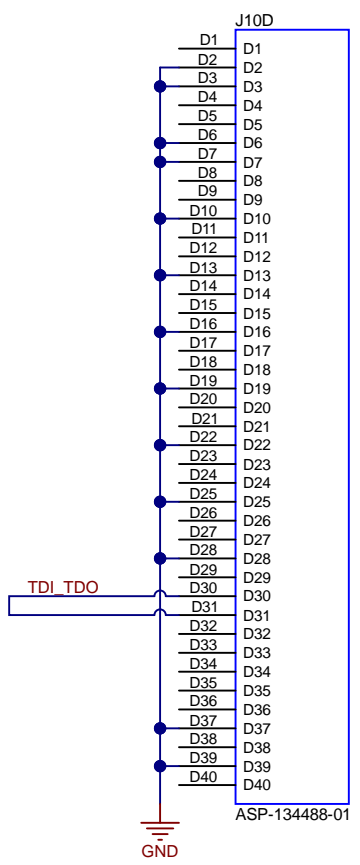 J10D
D1 D1
D2 D2
D3 D3
D4 D4
D5 D5
D6 D6
D7 D7
D8 D8
D9 D9
D10 D10
D11 D11
D12 D12
D13 D13
D14 D14
D15 D15
D16 D16
D17 D17
D18 D18
D19 D19
D20 D20
D21 D21
D22 D22
D23 D23
D24 D24
D25 D25
D26 D26
D27 D27
D28 D28
D29 D29
TDI_TDO D30 D30
D31 D31
D32 D32
D33 D33
D34 D34
D35 D35
D36 D36
D37 D37
D38 D38
D39 D39
D40 D40
ASP-134488-01
GND